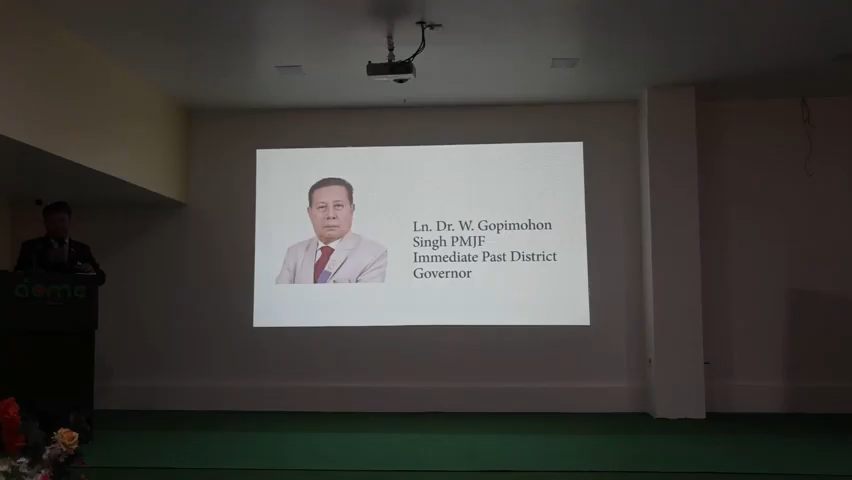 Ln. Dr. W. Gopimohon
Singh PMJF
Immediate Past District
Governor